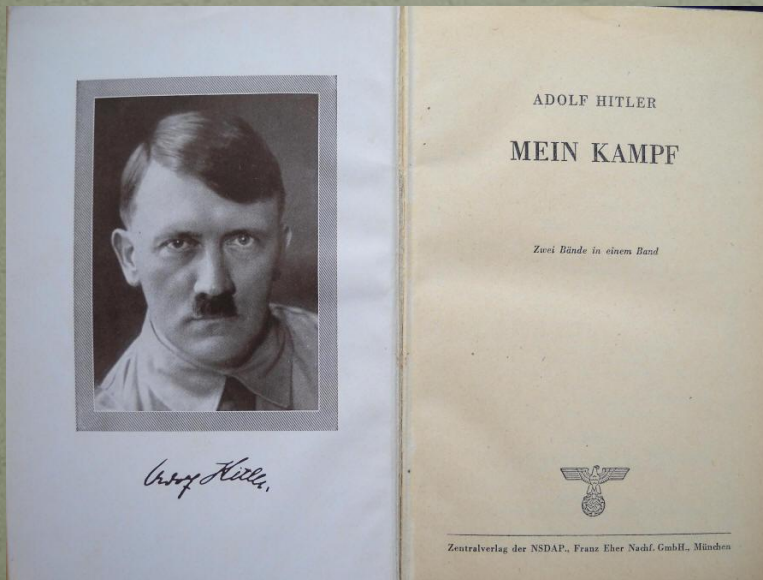 Adolf Hitler.
ADOLF HITLER
MEIN KAMPF
Zwei Bände in einem Band
Zentralverlag der NSDAP., Franz Eher Nachf. GmbH., München